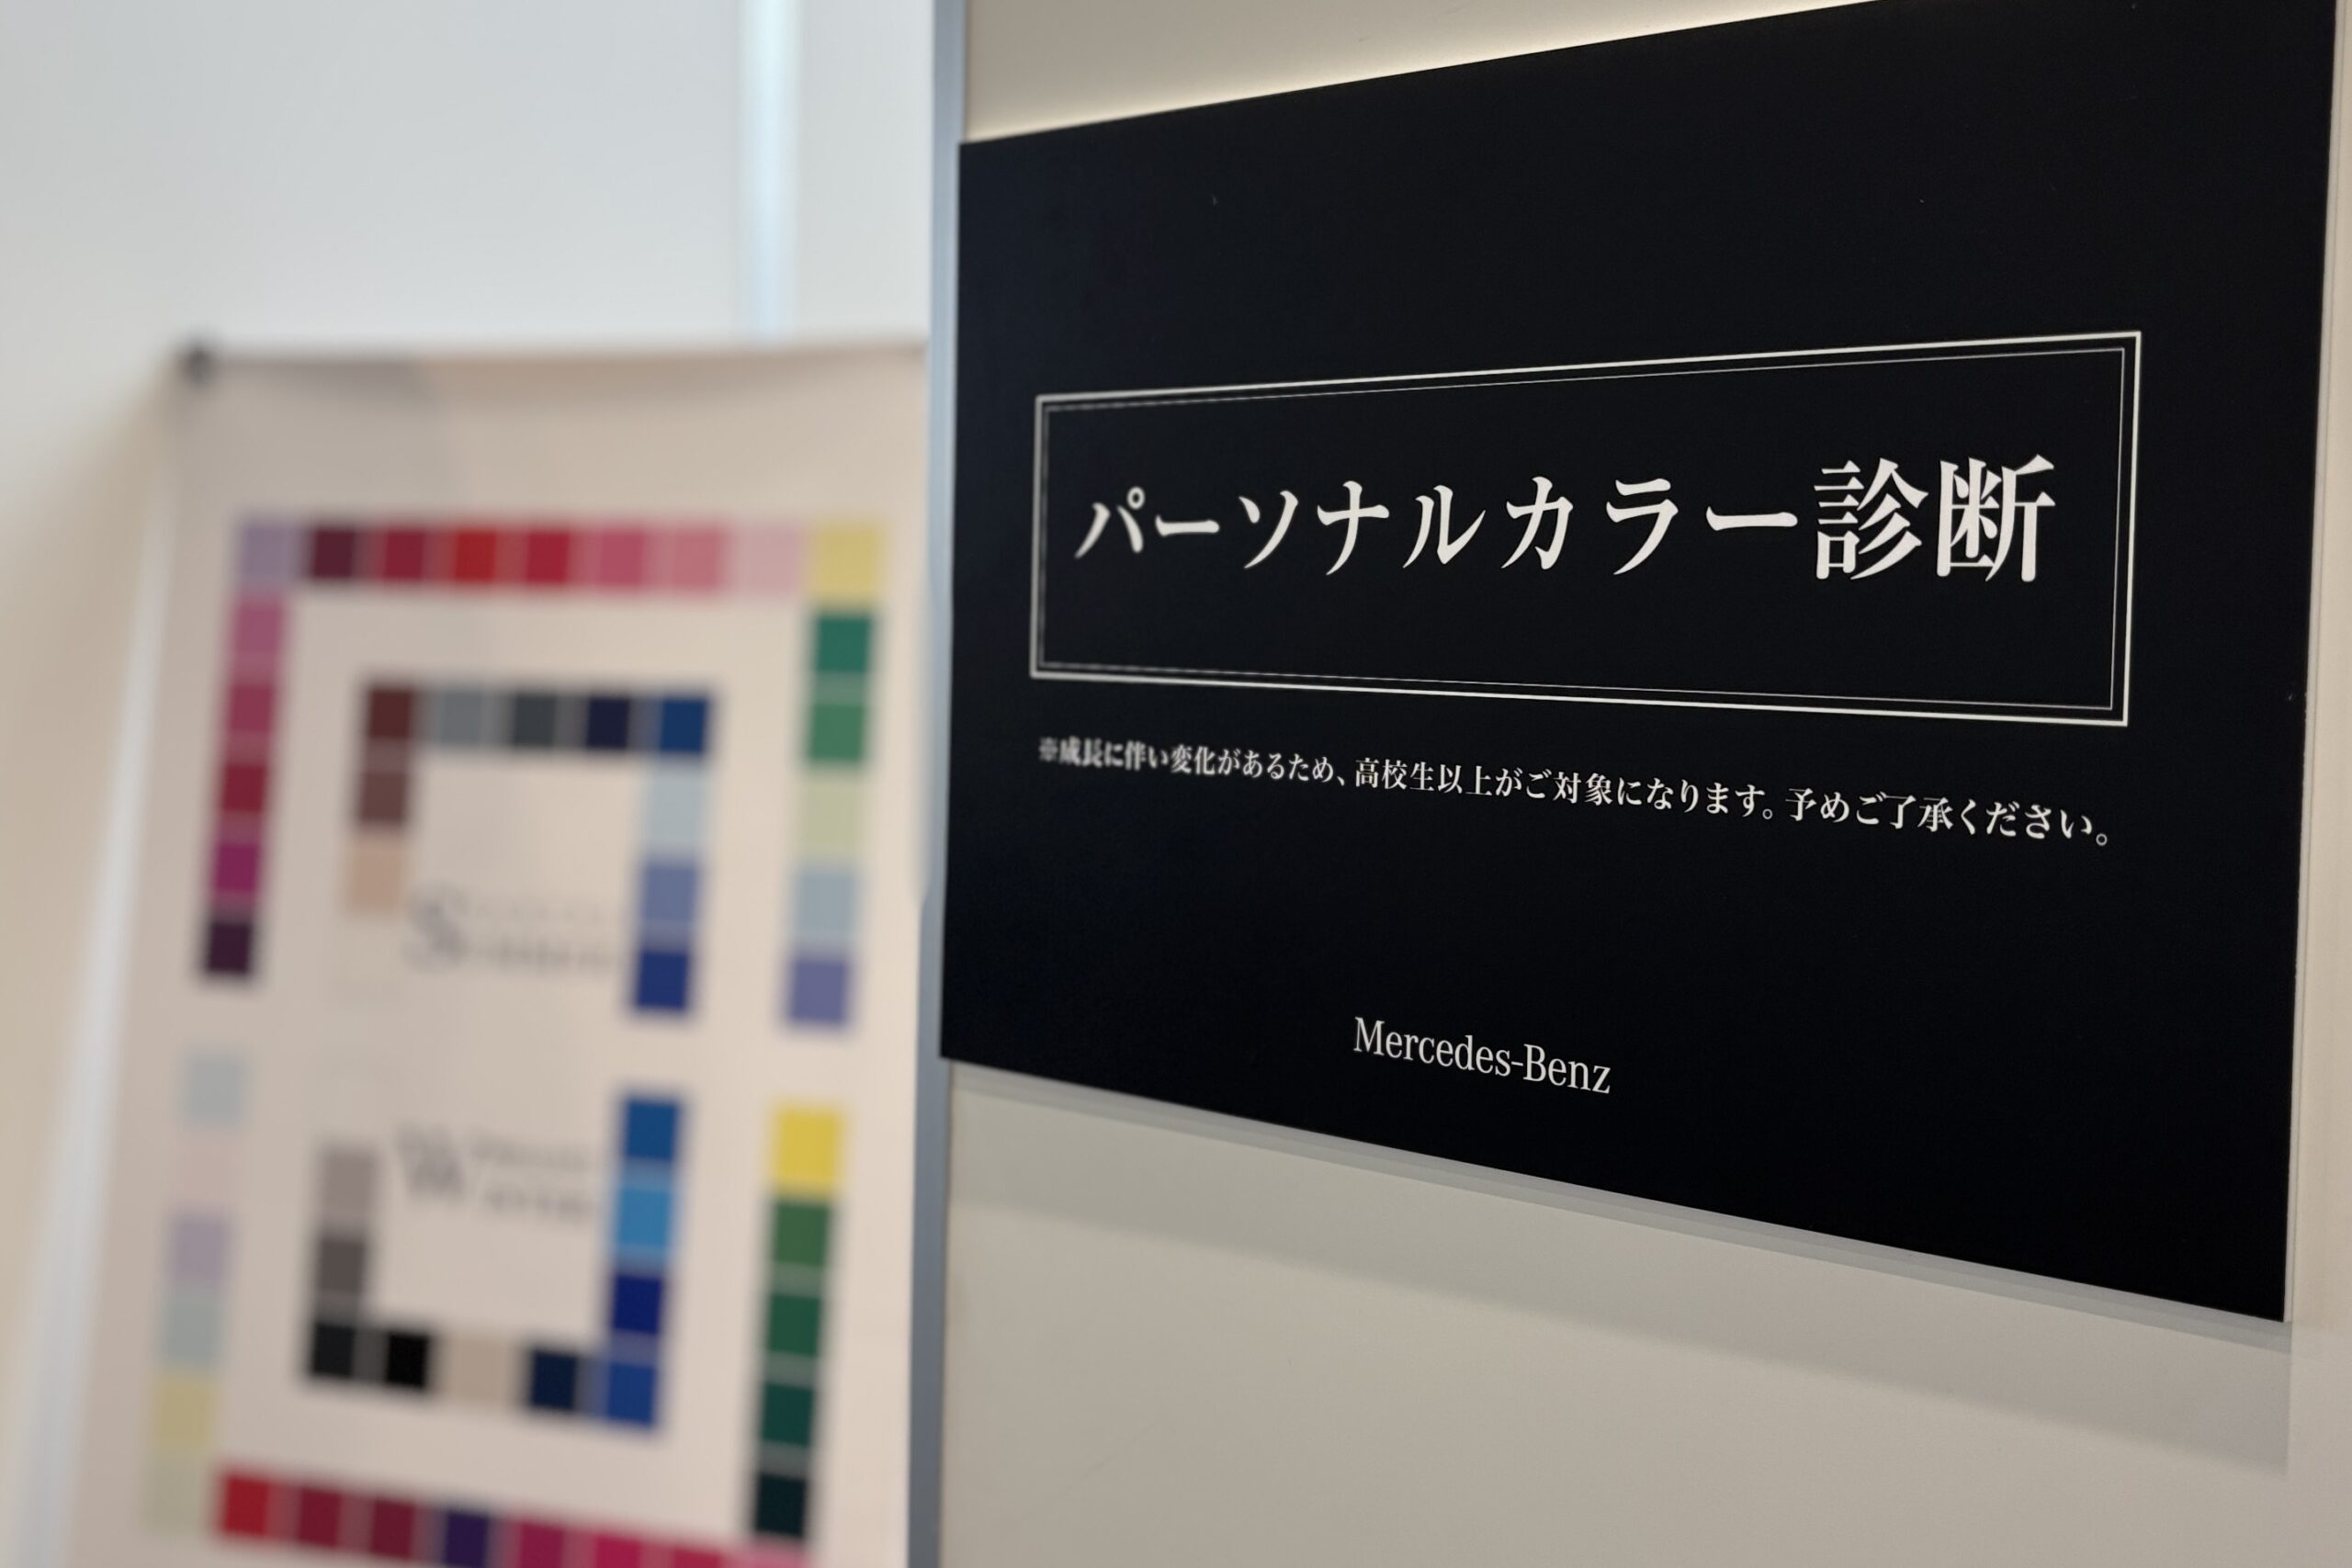 パーソナルカラー診断
※成長に伴い変化があるため、高校生以上がご対象になります。予めご了承ください。
Mercedes-Benz